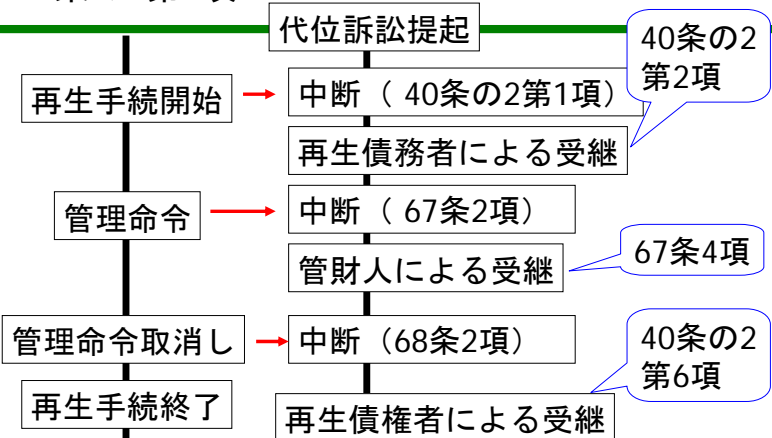 代位訴訟提起
40条の2
第2項
再生手続開始
中断（ 40条の2第1項）
再生債務者による受継
管理命令
中断（ 67条2項）
67条4項
管財人による受継
管理命令取消し
中断（68条2項）
40条の2
第6項
再生手続終了
再生債権者による受継